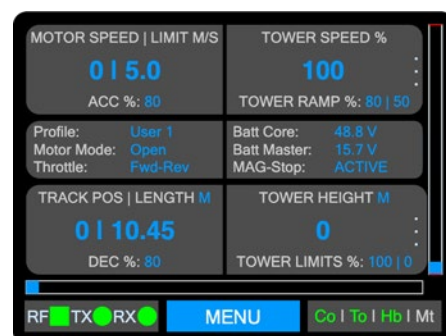 MOTOR SPEED | LIMIT M/S
0 | 5.0
ACC %: 80
TOWER SPEED %
100
TOWER RAMP %: 80 | 50
Profile: User 1
Motor Mode: Open
Throttle: Fwd-Rev
Batt Core: 48.8 V
Batt Master: 15.7 V
MAG-Stop: ACTIVE
TRACK POS | LENGTH M
0 | 10.45
DEC %: 80
TOWER HEIGHT M
0
TOWER LIMITS %: 100 | 0
RF TX RX
MENU
Co | To | Hb | Mt